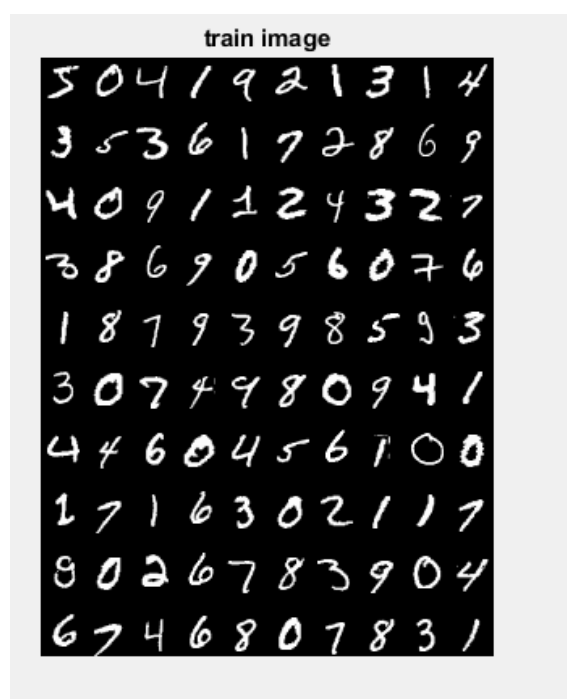 train image
5 0 4 1 9 2 1 3 1 4
3 5 3 6 1 7 2 8 6 9
4 0 9 1 1 2 4 3 2 7
3 8 6 9 0 5 6 0 7 6
1 8 7 9 3 9 8 5 9 3
3 0 7 4 9 8 0 9 4 1
4 4 6 0 4 5 6 1 0 0
1 7 1 6 3 0 2 1 1 7
9 0 2 6 7 8 3 9 0 4
6 7 4 6 8 0 7 8 3 1